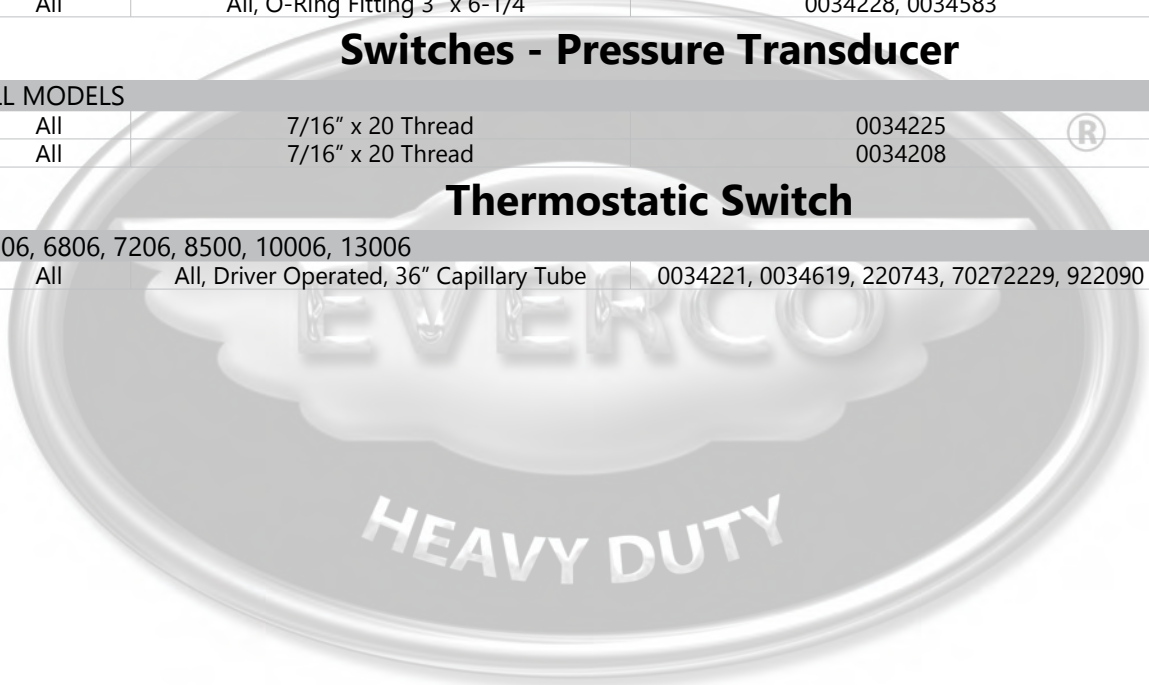 All All, O-Ring Fitting 3" x 6-1/4 0034228, 0034583
Switches - Pressure Transducer
LL MODELS
All 7/16” x 20 Thread 0034225
All 7/16” x 20 Thread 0034208
®
Thermostatic Switch
06, 6806, 7206, 8500, 10006, 13006
All All, Driver Operated, 36” Capillary Tube 0034221, 0034619, 220743, 70272229, 922090
EVERCO
HEAVY DUTY